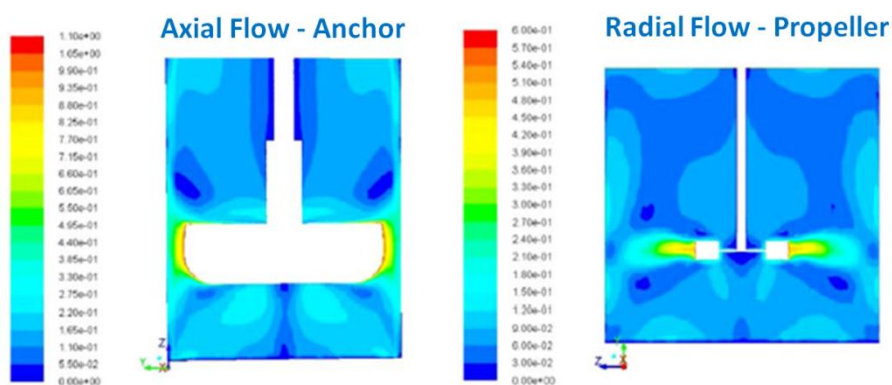 Axial Flow - Anchor
1.10e+00
1.05e+00
9.90e-01
9.35e-01
8.80e-01
8.25e-01
7.70e-01
7.15e-01
6.60e-01
6.05e-01
5.50e-01
4.95e-01
4.40e-01
3.85e-01
3.30e-01
2.75e-01
2.20e-01
1.65e-01
1.10e-01
5.50e-02
0.00e+00
Z
Y
X
Radial Flow - Propeller
6.00e-01
5.70e-01
5.40e-01
5.10e-01
4.80e-01
4.50e-01
4.20e-01
3.90e-01
3.60e-01
3.30e-01
3.00e-01
2.70e-01
2.40e-01
2.10e-01
1.80e-01
1.50e-01
1.20e-01
9.00e-02
6.00e-02
3.00e-02
0.00e+00
Y
Z
X